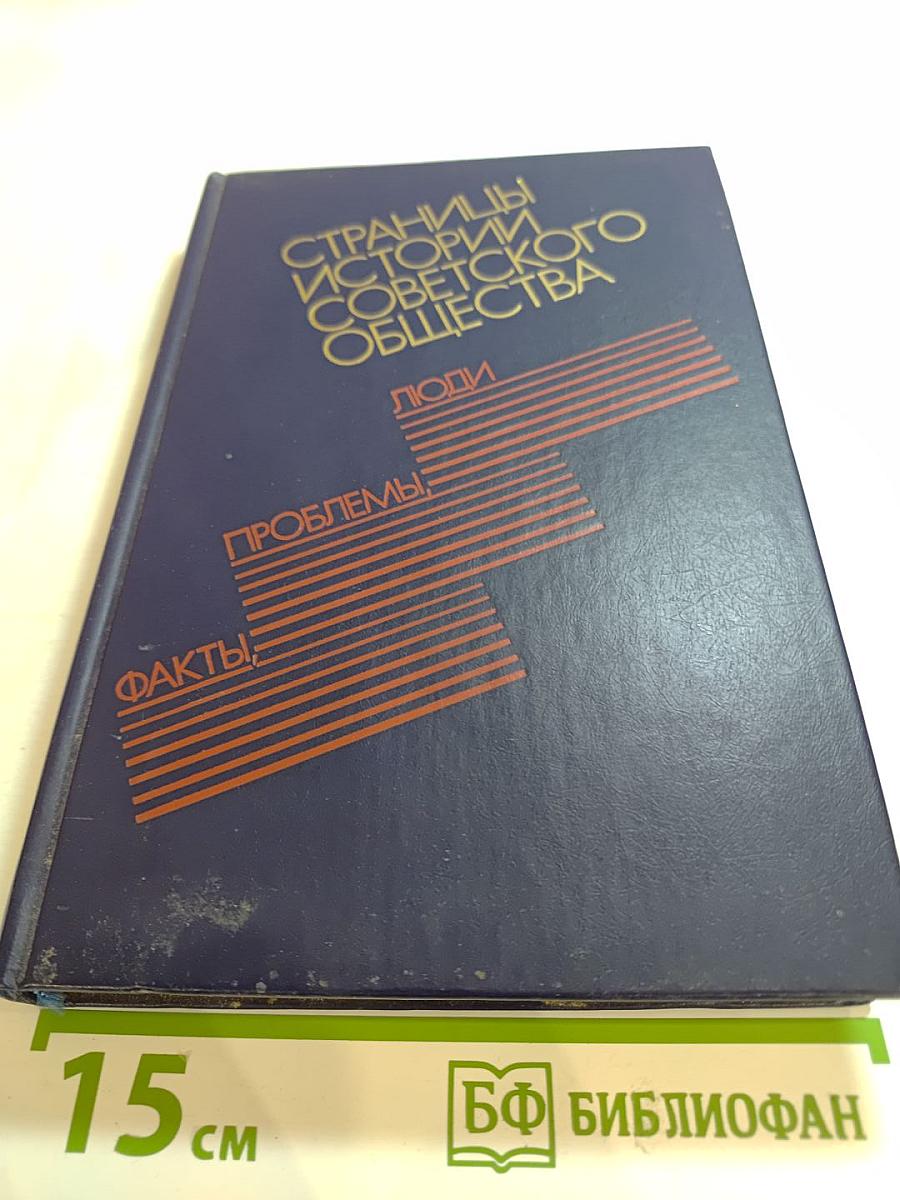 СТРАНИЦЫ
ИСТОРИИ
СОВЕТСКОГО
ОБЩЕСТВА
ЛЮДИ
ПРОБЛЕМЫ,
ФАКТЫ,
15 см
БФ БИБЛИОФАН